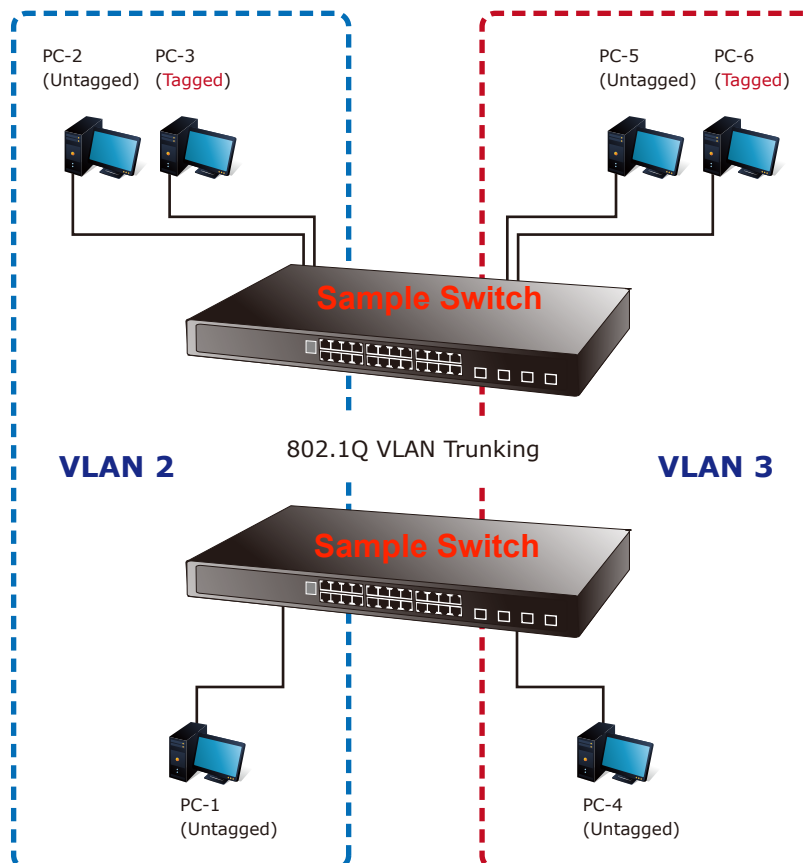 PC-2
(Untagged)
PC-3
(Tagged)
PC-5
(Untagged)
PC-6
(Tagged)
Sample Switch
802.1Q VLAN Trunking
VLAN 2
VLAN 3
Sample Switch
PC-1
(Untagged)
PC-4
(Untagged)